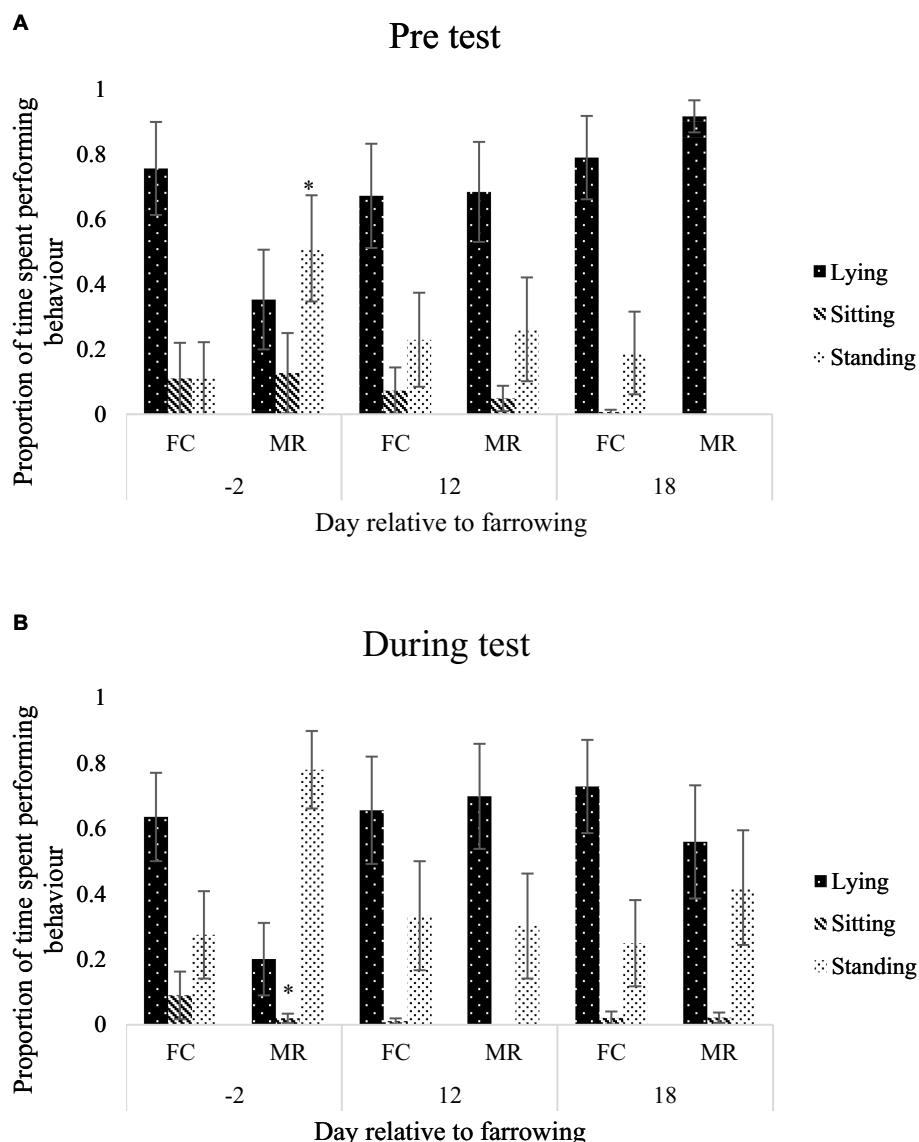 A
Pre test
Proportion of time spent performing
behaviour
1
0.8
0.6
0.4
0.2
0
*
FC
MR
FC
MR
FC
MR
-2
12
18
Day relative to farrowing
Lying
Sitting
Standing
B
During test
Proportion of time spent performing
behaviour
1
0.8
0.6
0.4
0.2
0
*
FC
MR
FC
MR
FC
MR
-2
12
18
Day relative to farrowing
Lying
Sitting
Standing